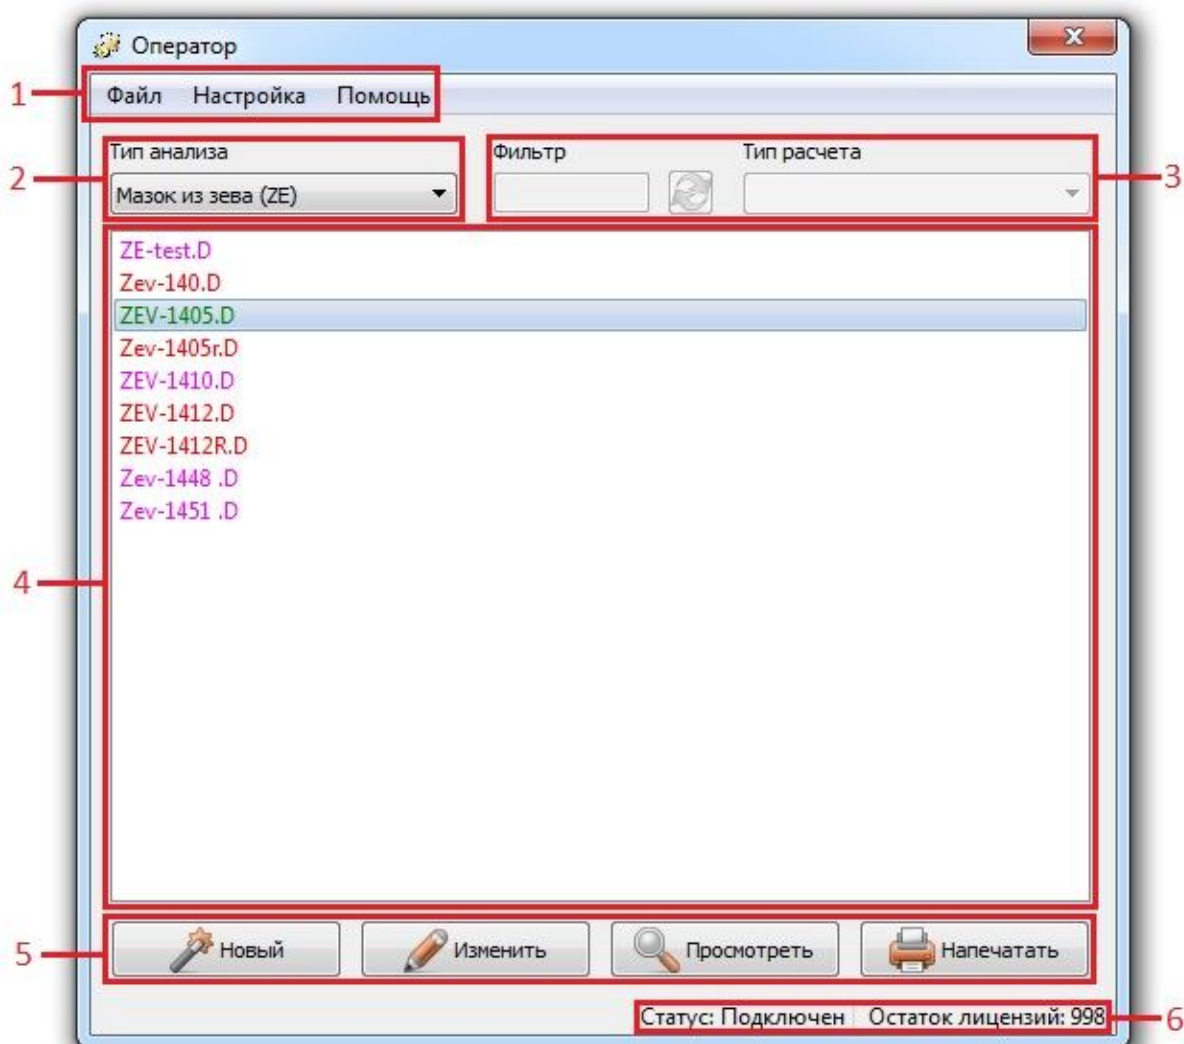 Оператор
1
Файл Настройка Помощь
2
Тип анализа
Мазок из зева (ZE)
Фильтр Тип расчета
3
ZE-test.D
Zev-140.D
ZEV-1405.D
Zev-1405r.D
ZEV-1410.D
ZEV-1412.D
ZEV-1412R.D
Zev-1448 .D
Zev-1451 .D
4
5
Новый Изменить Просмотреть Напечатать
Статус: Подключен Остаток лицензий: 998
6